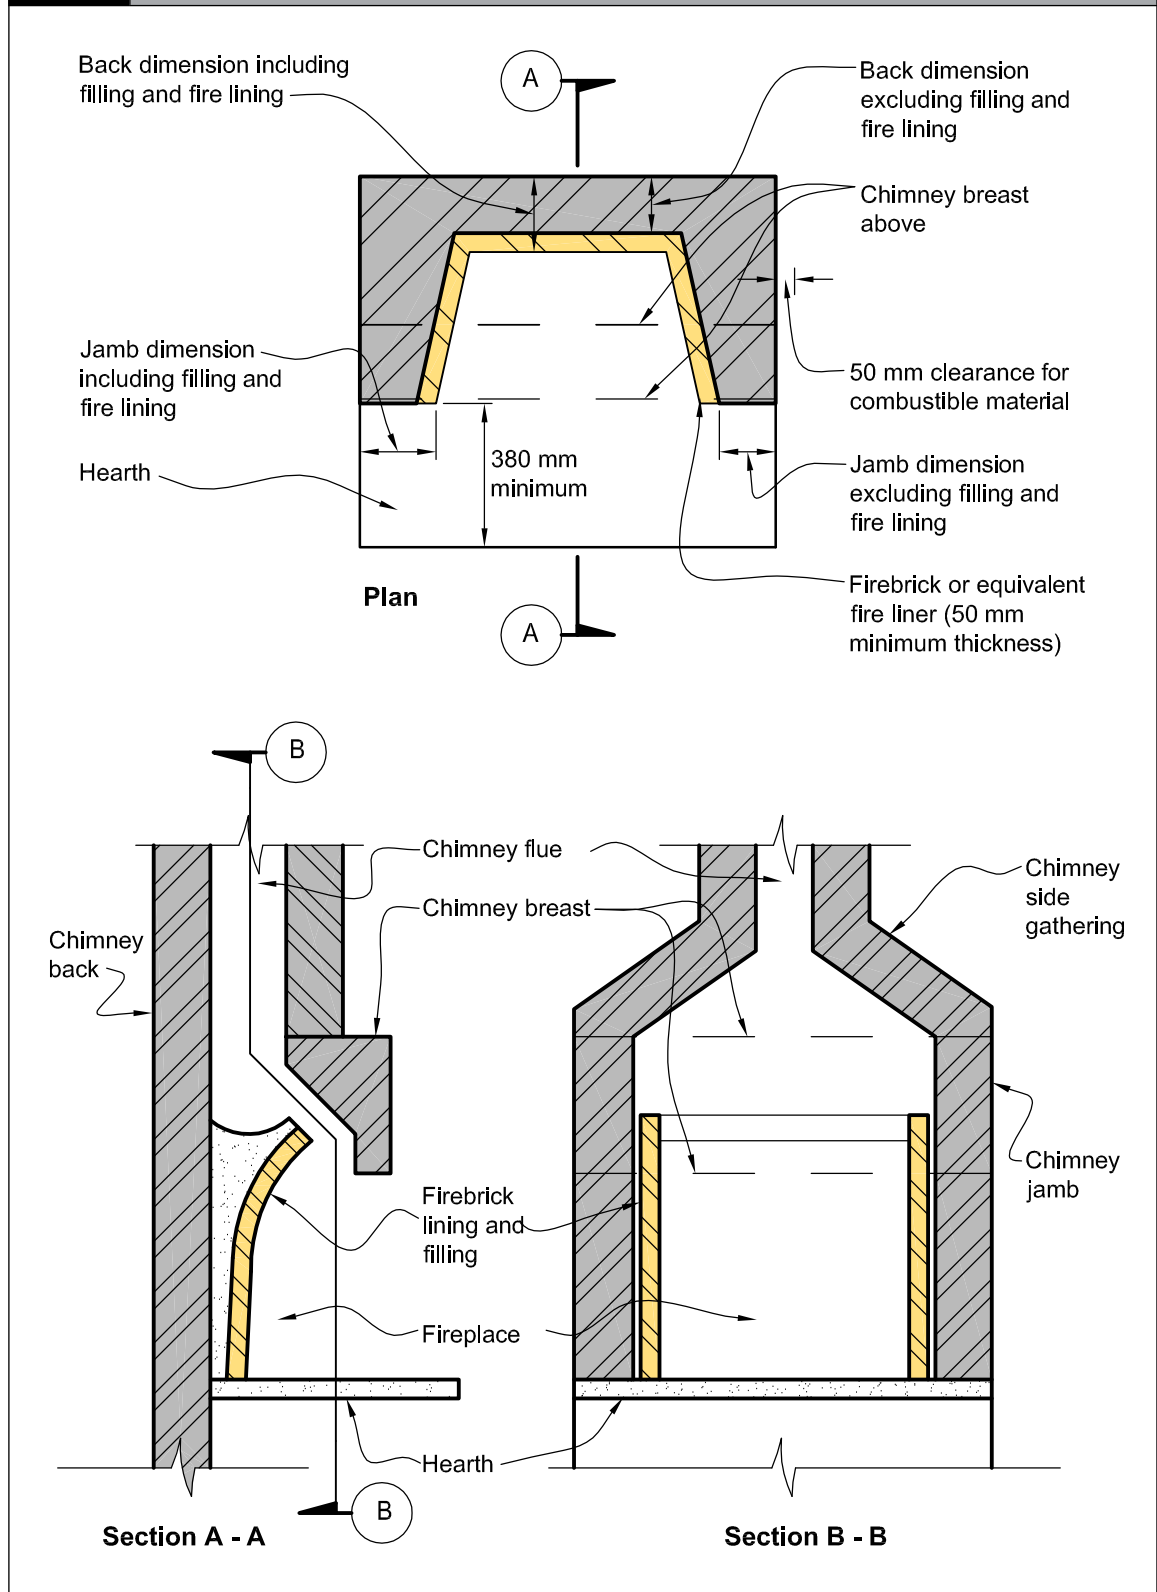 Back dimension including
filling and fire lining
A
Back dimension
excluding filling and
fire lining
Chimney breast
above
Jamb dimension
including filling and
fire lining
50 mm clearance for
combustible material
Hearth
380 mm
minimum
Jamb dimension
excluding filling and
fire lining
Plan
A
Firebrick or equivalent
fire liner (50 mm
minimum thickness)
B
Chimney flue
Chimney
side
gathering
Chimney breast
Chimney
back
Firebrick
lining and
filling
Chimney
jamb
Fireplace
Hearth
B
Section A - A
Section B - B